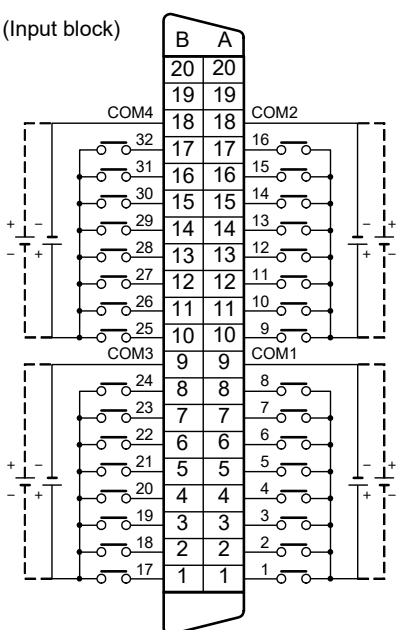 (Input block)
B A
20 20
19 19
COM4 18 18 COM2
32 17 17 16
31 16 16 15
30 15 15 14
+ − 29 14 14 13 − +
− + 28 13 13 12 + −
27 12 12 11
26 11 11 10
25 10 10 9
COM3 9 9 COM1
24 8 8 8
23 7 7 7
22 6 6 6
+ − 21 5 5 5 − +
− + 20 4 4 4 + −
19 3 3 3
18 2 2 2
17 1 1 1